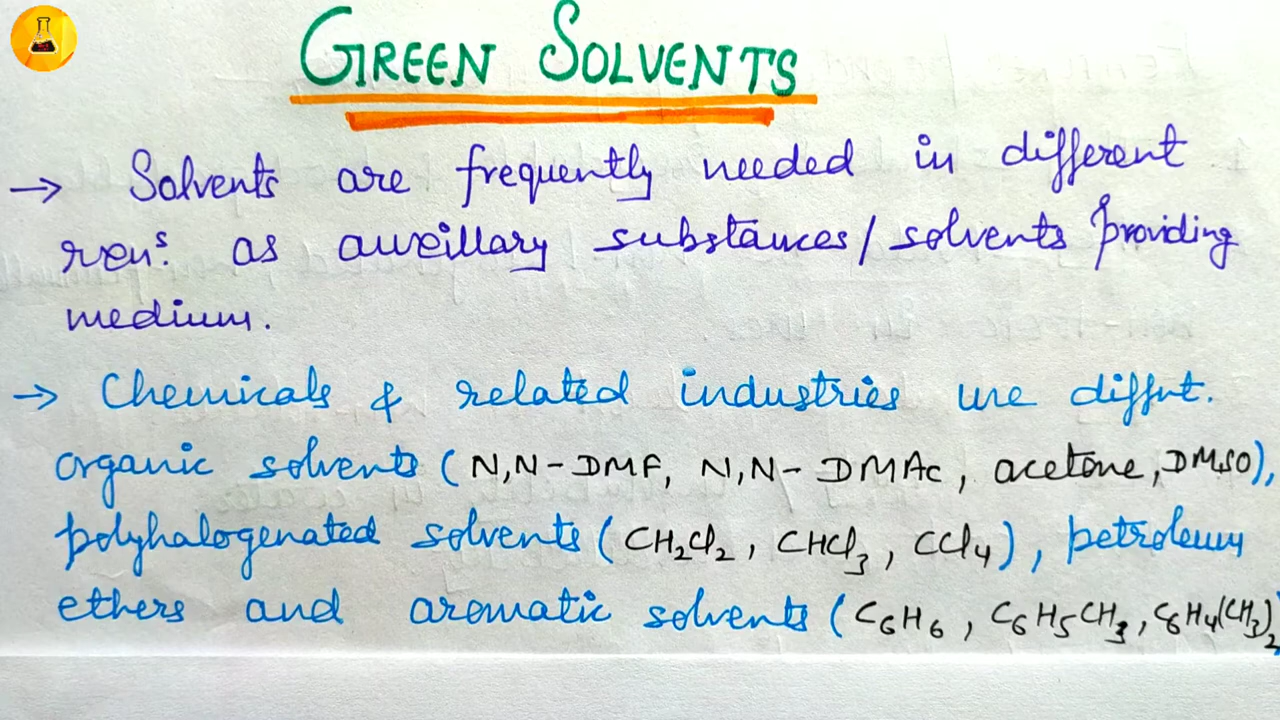 GREEN SOLVENTS
→ Solvents are frequently needed in different
rxnˢ. as auxillary substances/solvents providing
medium.
→ Chemicals & related industries use diffnt.
organic solvents (N,N-DMF, N,N-DMAc, acetone, DMSO),
polyhalogenated solvents (CH₂Cl₂, CHCl₃, CCl₄), petroleum
ethers and aromatic solvents (C₆H₆, C₆H₅CH₃, C₆H₄(CH₃)₂)